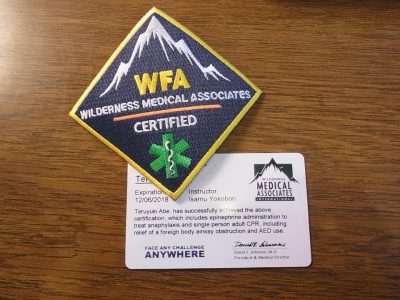 WFA
WILDERNESS MEDICAL ASSOCIATES
CERTIFIED
WILDERNESS
MEDICAL
ASSOCIATES
INTERNATIONAL
Expiration Instructor
12/06/2018 Isamu Yokobori
Teruyuki Abe has successfully achieved the above
certification, which includes epinephrine administration to
treat anaphylaxis and single person adult CPR, including
relief of a foreign body airway obstruction and AED use
FACE ANY CHALLENGE
ANYWHERE
David E. Johnson, M.D.
President & Medical Director